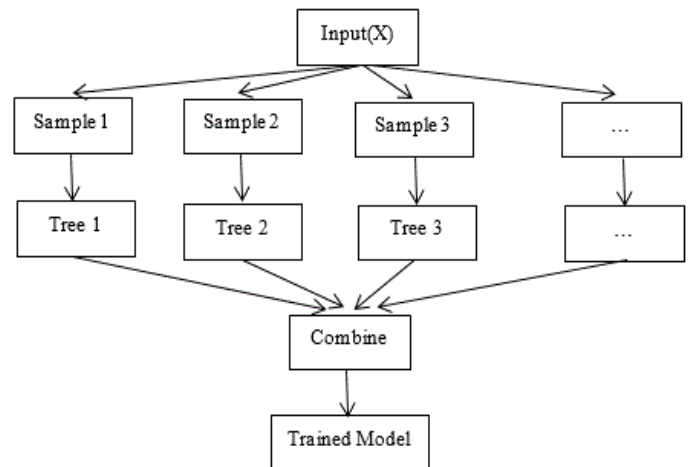 Input(X)
Sample 1
Sample 2
Sample 3
...
Tree 1
Tree 2
Tree 3
...
Combine
Trained Model